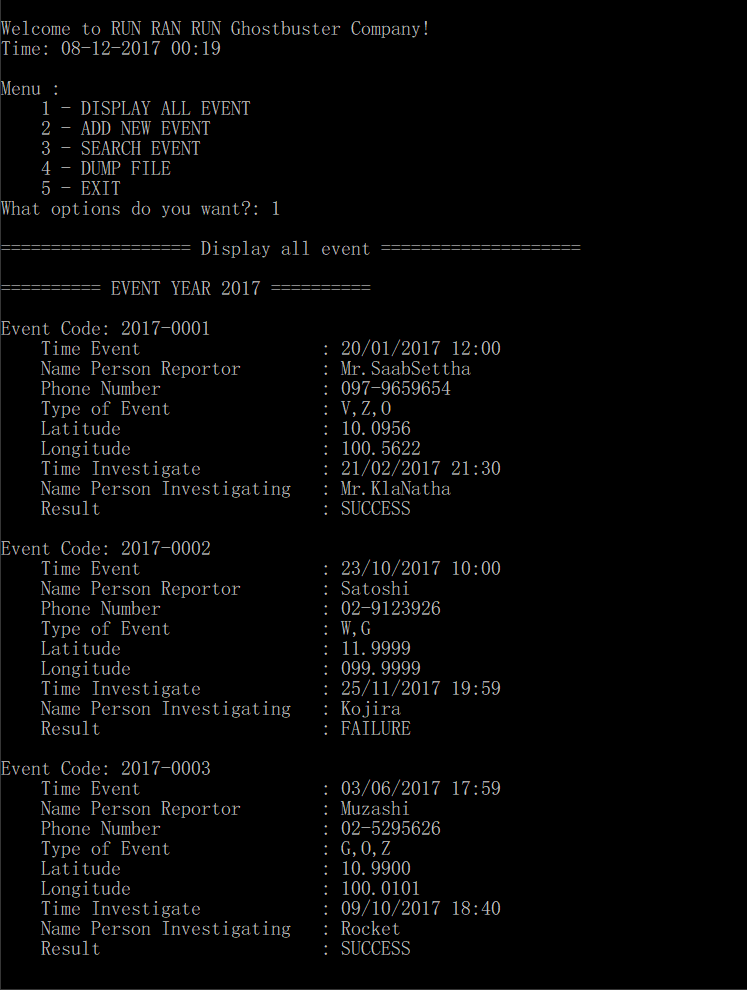 Welcome to RUN RAN RUN Ghostbuster Company!
Time: 08-12-2017 00:19
Menu :
1 - DISPLAY ALL EVENT
2 - ADD NEW EVENT
3 - SEARCH EVENT
4 - DUMP FILE
5 - EXIT
What options do you want?: 1
=================== Display all event ====================
========== EVENT YEAR 2017 ==========
Event Code: 2017-0001
Time Event : 20/01/2017 12:00
Name Person Reportor : Mr.SaabSettha
Phone Number : 097-9659654
Type of Event : V,Z,O
Latitude : 10.0956
Longitude : 100.5622
Time Investigate : 21/02/2017 21:30
Name Person Investigating : Mr.KlaNatha
Result : SUCCESS
Event Code: 2017-0002
Time Event : 23/10/2017 10:00
Name Person Reportor : Satoshi
Phone Number : 02-9123926
Type of Event : W,G
Latitude : 11.9999
Longitude : 099.9999
Time Investigate : 25/11/2017 19:59
Name Person Investigating : Kojira
Result : FAILURE
Event Code: 2017-0003
Time Event : 03/06/2017 17:59
Name Person Reportor : Muzashi
Phone Number : 02-5295626
Type of Event : G,O,Z
Latitude : 10.9900
Longitude : 100.0101
Time Investigate : 09/10/2017 18:40
Name Person Investigating : Rocket
Result : SUCCESS